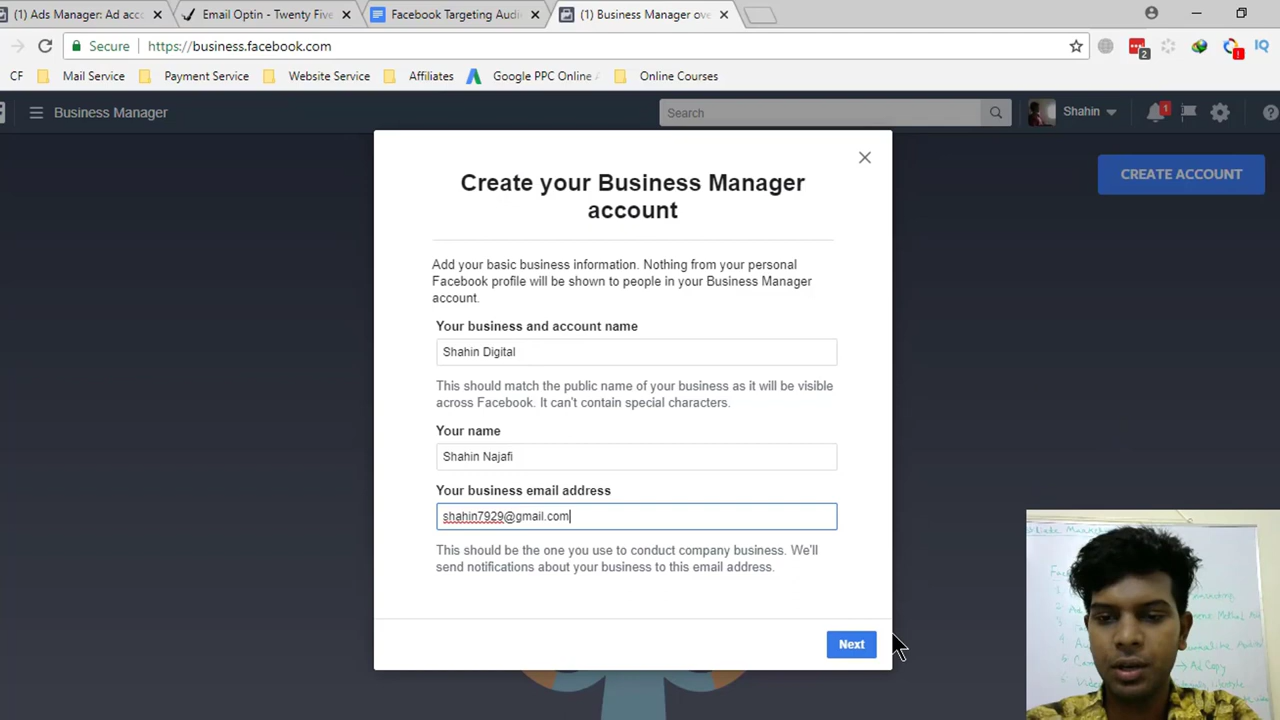 (1) Ads Manager: Ad acco
Email Optin - Twenty Five
Facebook Targeting Audi
(1) Business Manager ove
Secure
https://business.facebook.com
2
!
IQ
CF
Mail Service
Payment Service
Website Service
Affiliates
Google PPC Online A
Online Courses
Business Manager
Search
Shahin
1
?
CREATE ACCOUNT
Create your Business Manager
account
Add your basic business information. Nothing from your personal
Facebook profile will be shown to people in your Business Manager
account.
Your business and account name
Shahin Digital
This should match the public name of your business as it will be visible
across Facebook. It can't contain special characters.
Your name
Shahin Najafi
Your business email address
shahin7929@gmail.com
This should be the one you use to conduct company business. We'll
send notifications about your business to this email address.
Next
Ad Copy